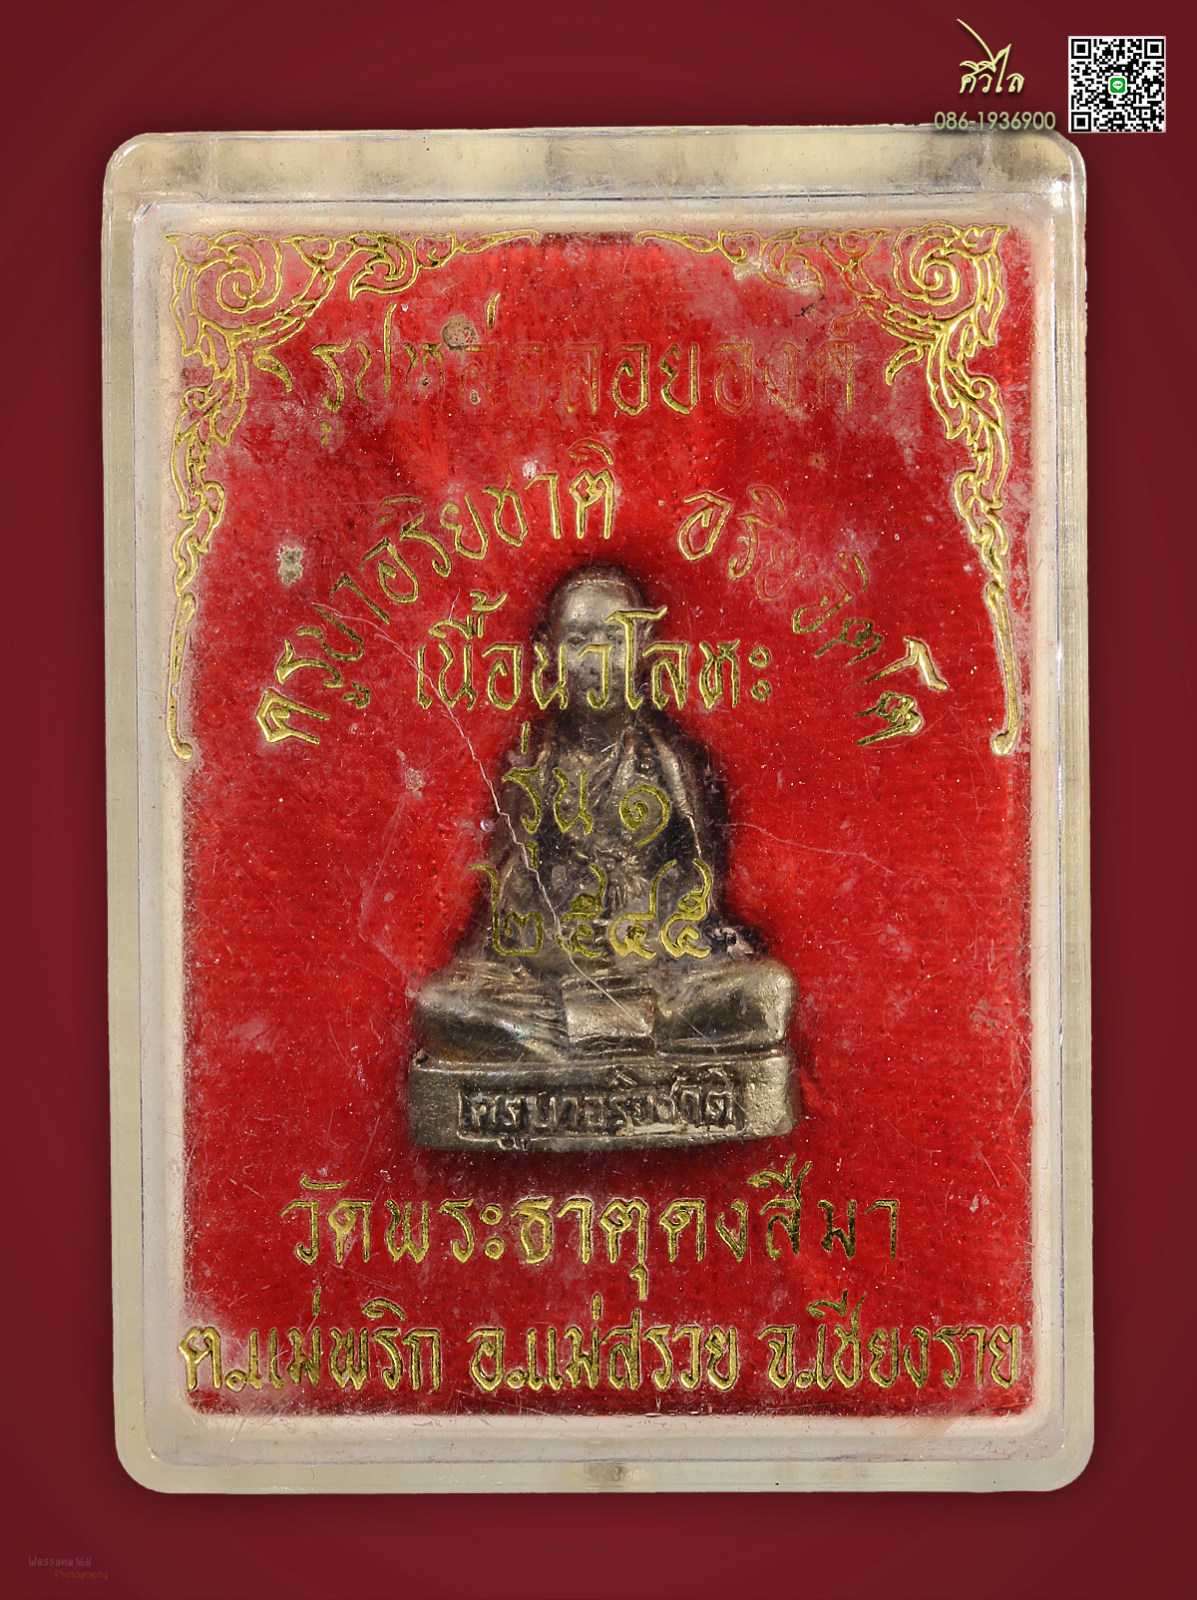 ศิวิไล
086-1936900
รูปหล่อลอยองค์
ครูบาอริยชาติ อริยจิตฺโต
เนื้อนวโลหะ
รุ่น ๑
๒๕๔๕
ครูบาอริยชาติ
วัดพระธาตุดงสีมา
ต.แม่พริก อ.แม่สรวย จ.เชียงราย
Wassana168
Photography